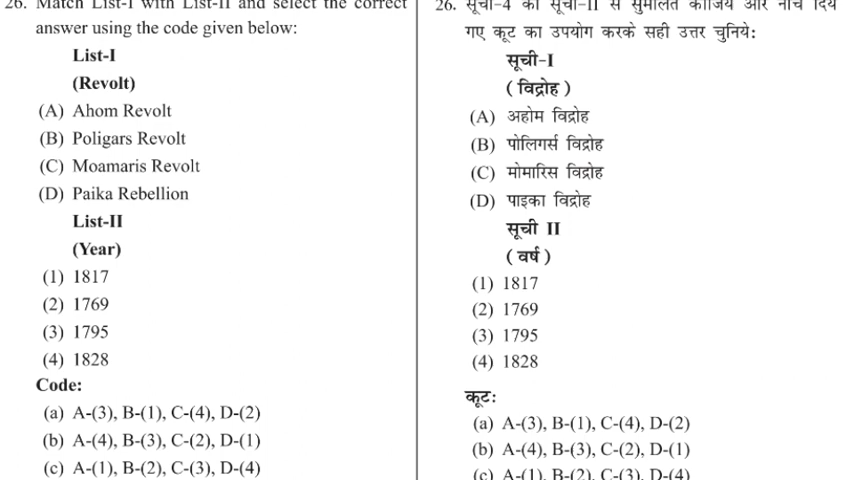 26. Match List-I with List-II and select the correct
answer using the code given below:
List-I
(Revolt)
(A) Ahom Revolt
(B) Poligars Revolt
(C) Moamaris Revolt
(D) Paika Rebellion
List-II
(Year)
(1) 1817
(2) 1769
(3) 1795
(4) 1828
Code:
(a) A-(3), B-(1), C-(4), D-(2)
(b) A-(4), B-(3), C-(2), D-(1)
(c) A-(1), B-(2), C-(3), D-(4)
26. सूची-4 को सूची-II से सुमेलित कीजिये और नीचे दिये
गए कूट का उपयोग करके सही उत्तर चुनिये:
सूची-I
( विद्रोह )
(A) अहोम विद्रोह
(B) पोलिगर्स विद्रोह
(C) मोमारिस विद्रोह
(D) पाइका विद्रोह
सूची II
( वर्ष )
(1) 1817
(2) 1769
(3) 1795
(4) 1828
कूट:
(a) A-(3), B-(1), C-(4), D-(2)
(b) A-(4), B-(3), C-(2), D-(1)
(c) A-(1), B-(2), C-(3), D-(4)